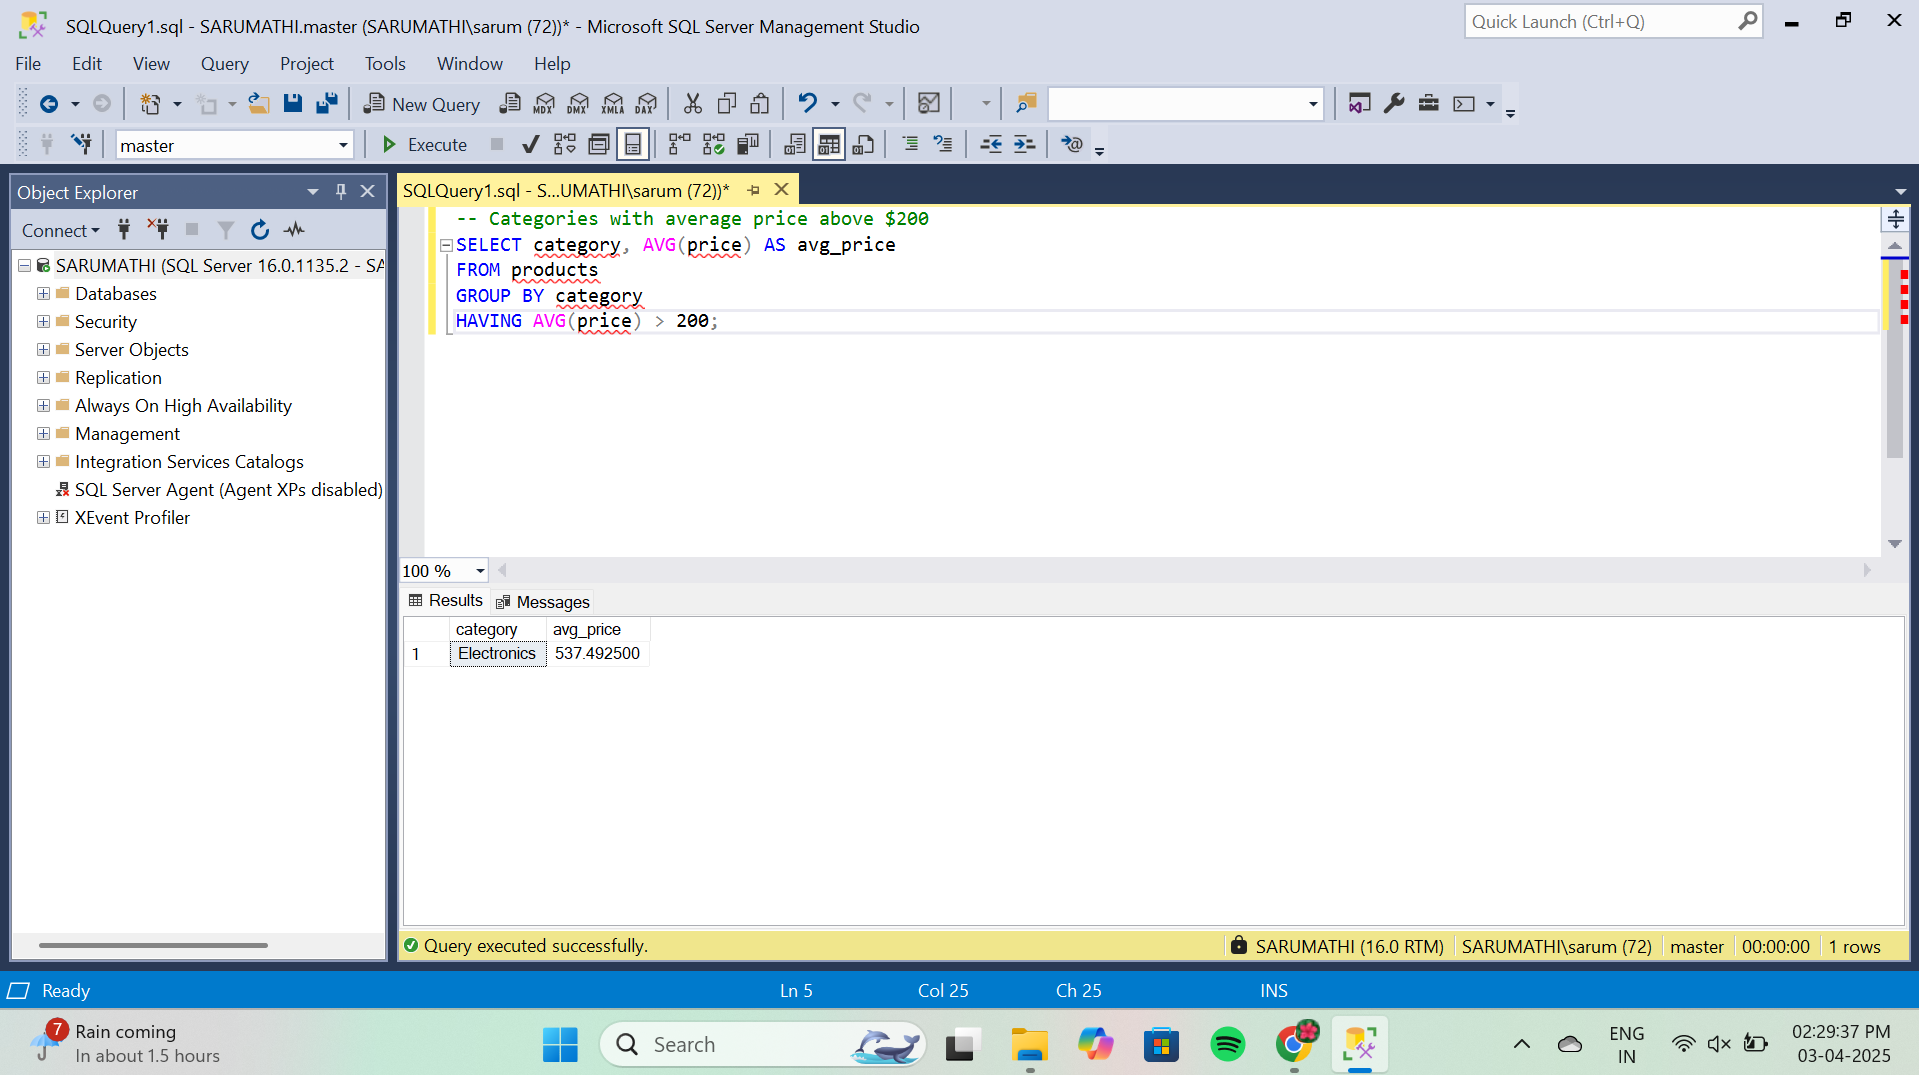 SQLQuery1.sql - SARUMATHI.master (SARUMATHI\sarum (72))* - Microsoft SQL Server Management Studio
Quick Launch (Ctrl+Q)
File Edit View Query Project Tools Window Help
New Query MDX DMX XMLA DAX
master Execute
Object Explorer
Connect
SARUMATHI (SQL Server 16.0.1135.2 - SA
Databases
Security
Server Objects
Replication
Always On High Availability
Management
Integration Services Catalogs
SQL Server Agent (Agent XPs disabled)
XEvent Profiler
SQLQuery1.sql - S...UMATHI\sarum (72))*
-- Categories with average price above $200
SELECT category, AVG(price) AS avg_price
FROM products
GROUP BY category
HAVING AVG(price) > 200;
100 %
Results Messages
category avg_price
1 Electronics 537.492500
Query executed successfully.
SARUMATHI (16.0 RTM) SARUMATHI\sarum (72) master 00:00:00 1 rows
Ready Ln 5 Col 25 Ch 25 INS
7
Rain coming
In about 1.5 hours
Search
ENG
IN
02:29:37 PM
03-04-2025